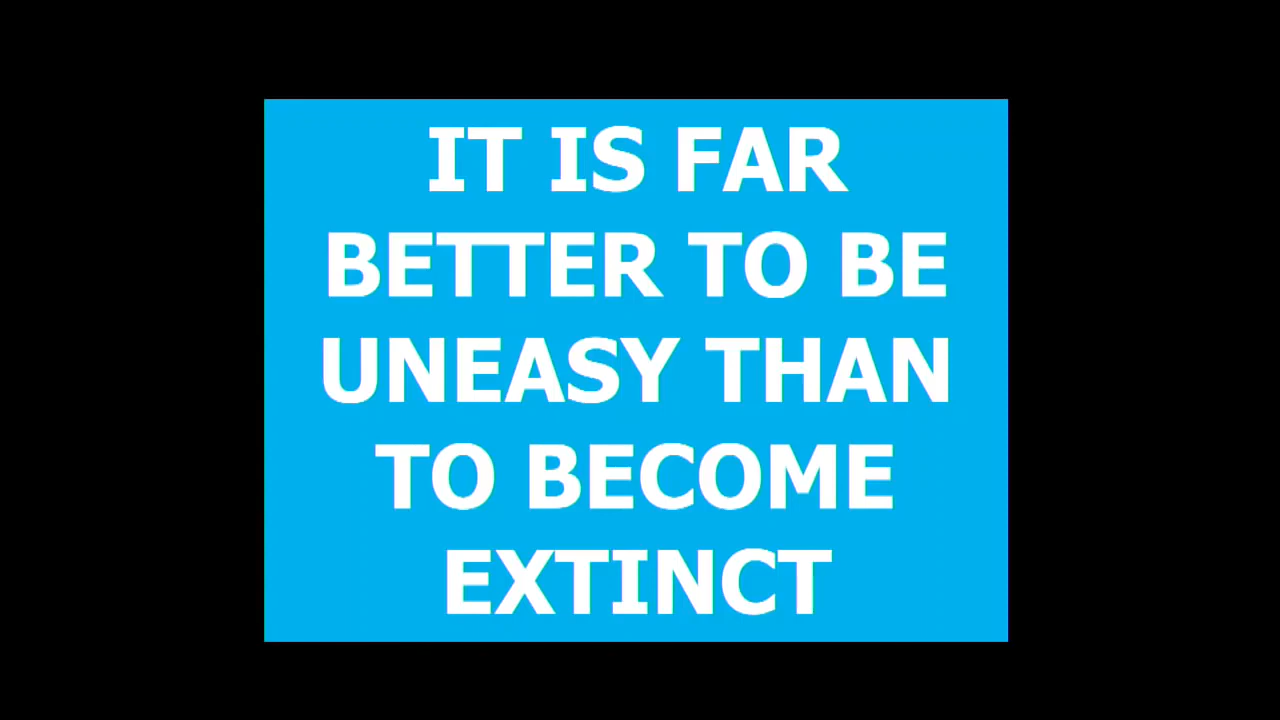 IT IS FAR
BETTER TO BE
UNEASY THAN
TO BECOME
EXTINCT